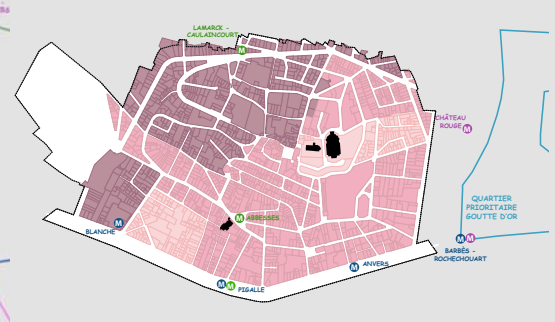 LAMARCK -
CAULAINCOURT
M
CHÂTEAU
ROUGE M
QUARTIER
PRIORITAIRE
GOUTTE D'OR
M ABBESSES
M
BLANCHE
M M
BARBÈS -
ROCHECHOUART
M ANVERS
M M PIGALLE